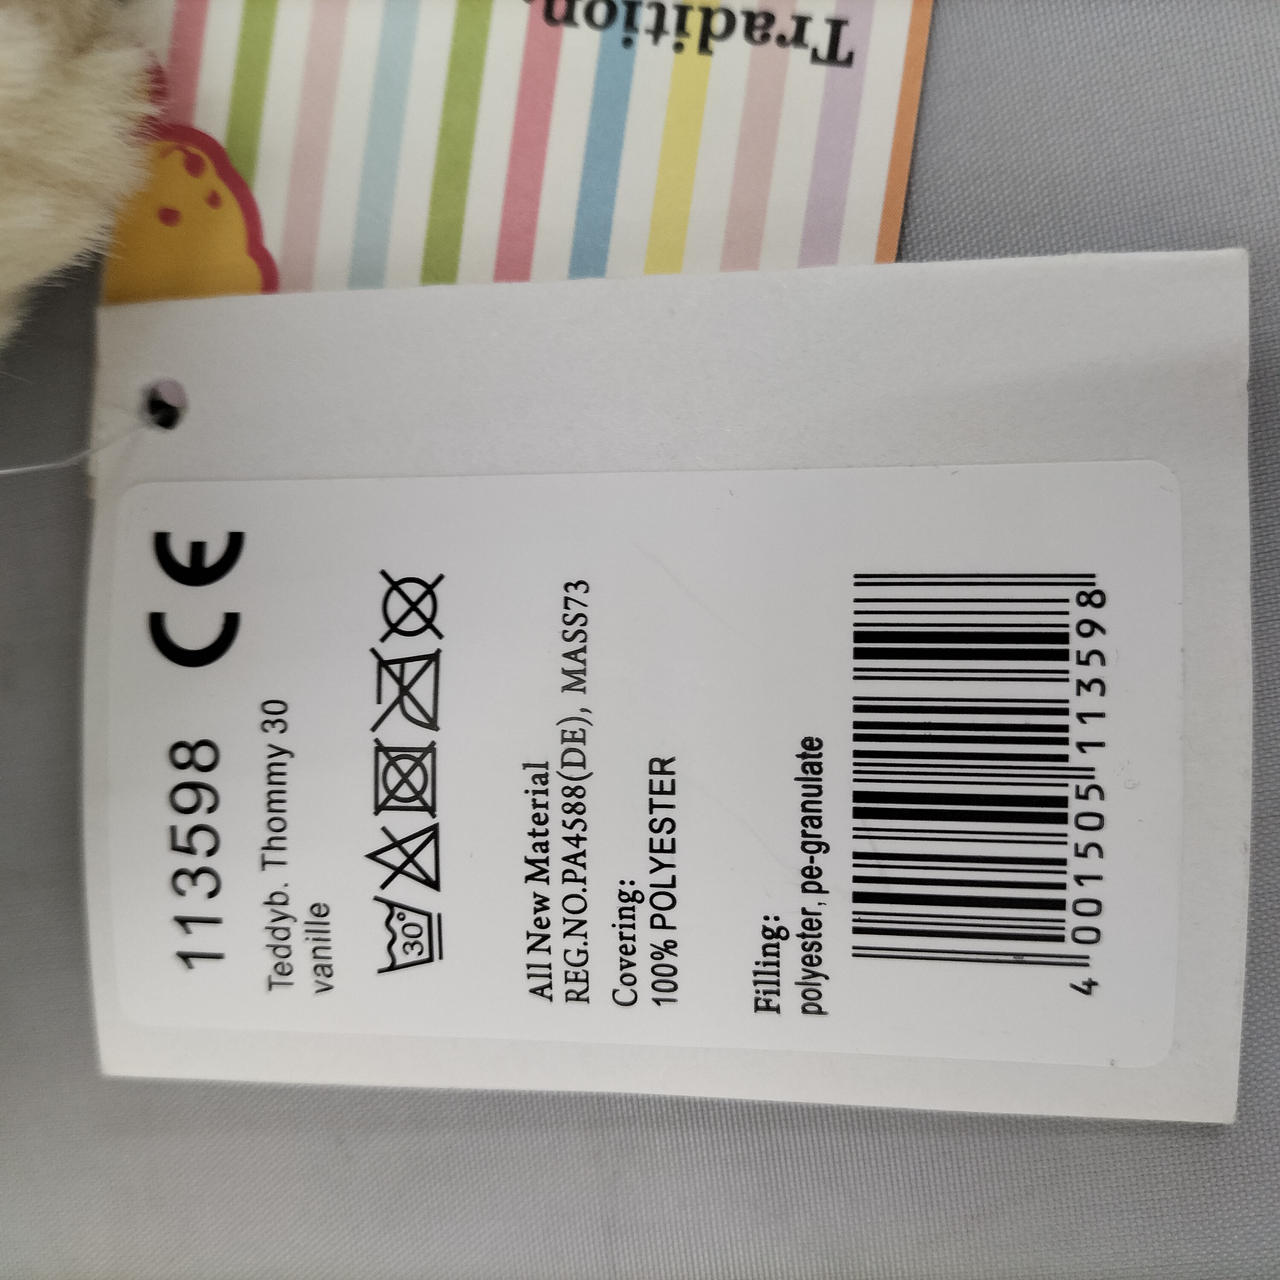 Tradition
113598 CE
Teddyb. Thommy 30
vanille
30°
All New Material
REG.NO.PA4588(DE), MASS73
Covering:
100% POLYESTER
Filling:
polyester, pe-granulate
4 001505 113598